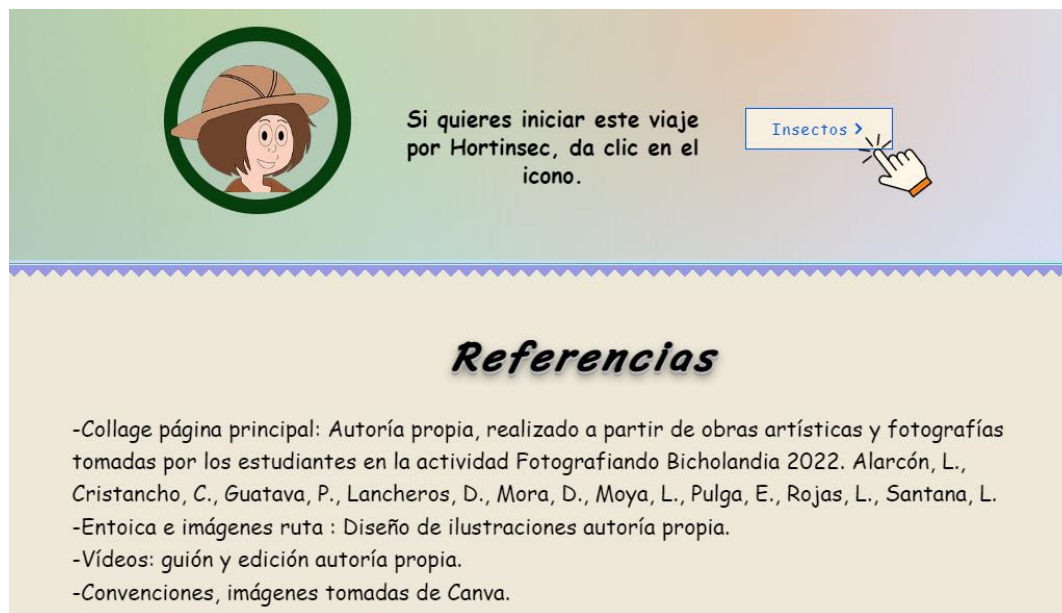 Si quieres iniciar este viaje
por Hortinsec, da clic en el
icono.
Insectos >
Referencias
-Collage página principal: Autoría propia, realizado a partir de obras artísticas y fotografías
tomadas por los estudiantes en la actividad Fotografiando Bicholandia 2022. Alarcón, L.,
Cristancho, C., Guatava, P., Lancheros, D., Mora, D., Moya, L., Pulga, E., Rojas, L., Santana, L.
-Entoica e imágenes ruta : Diseño de ilustraciones autoría propia.
-Vídeos: guión y edición autoría propia.
-Convenciones, imágenes tomadas de Canva.